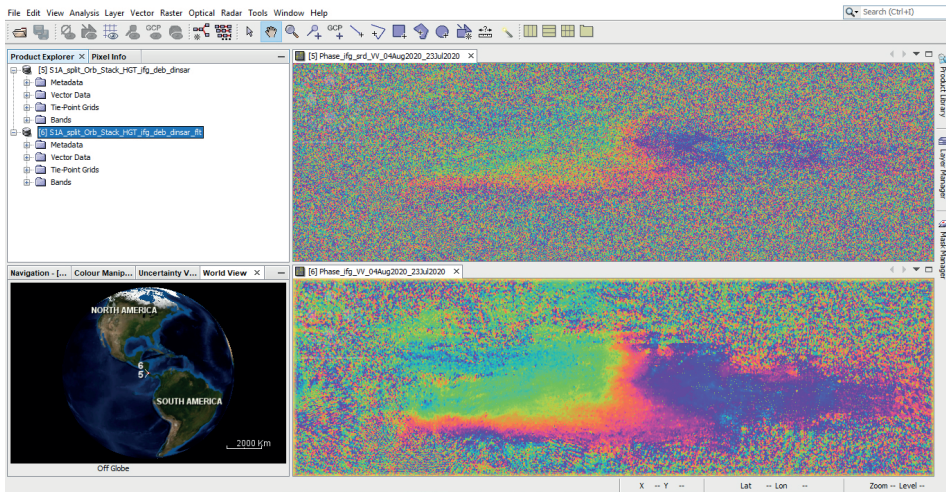 File Edit View Analysis Layer Vector Raster Optical Radar Tools Window Help
Search (Ctrl+I)
GCP
GCP
Product Explorer × Pixel Info
[5] S1A_split_Orb_Stack_HGT_ifg_deb_dinsar
Metadata
Vector Data
Tie-Point Grids
Bands
[6] S1A_split_Orb_Stack_HGT_ifg_deb_dinsar_flt
Metadata
Vector Data
Tie-Point Grids
Bands
[5] Phase_ifg_srd_VV_04Aug2020_23Jul2020 ×
Product Library
Layer Manager
Mask Manager
Navigation - [... Colour Manip... Uncertainty V... World View ×
NORTH AMERICA
6
5
SOUTH AMERICA
2000 Km
Off Globe
[6] Phase_ifg_VV_04Aug2020_23Jul2020 ×
X -- Y -- Lat -- Lon -- Zoom -- Level --